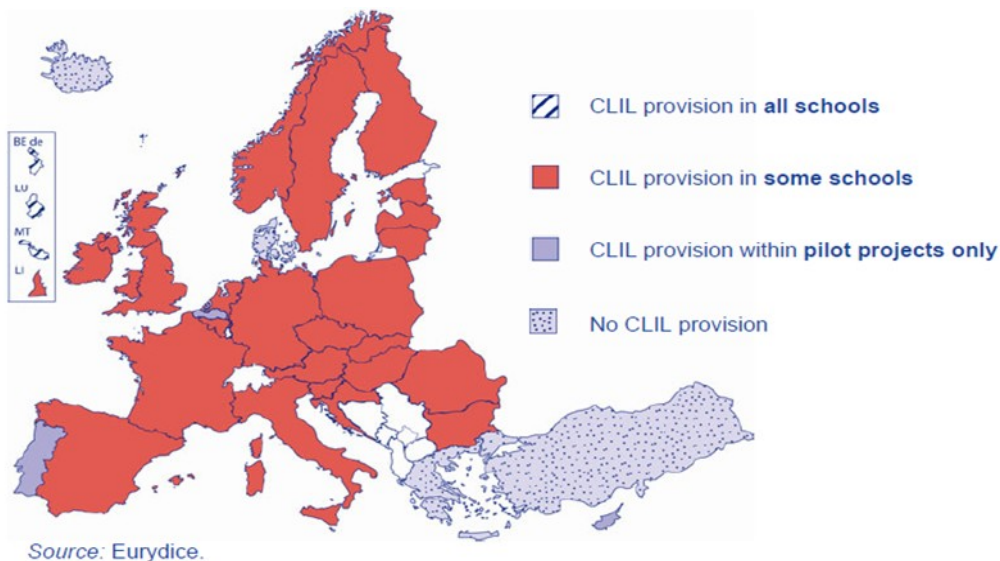 CLIL provision in all schools
BE de
LU
CLIL provision in some schools
MT
CLIL provision within pilot projects only
LI
No CLIL provision
Source: Eurydice.